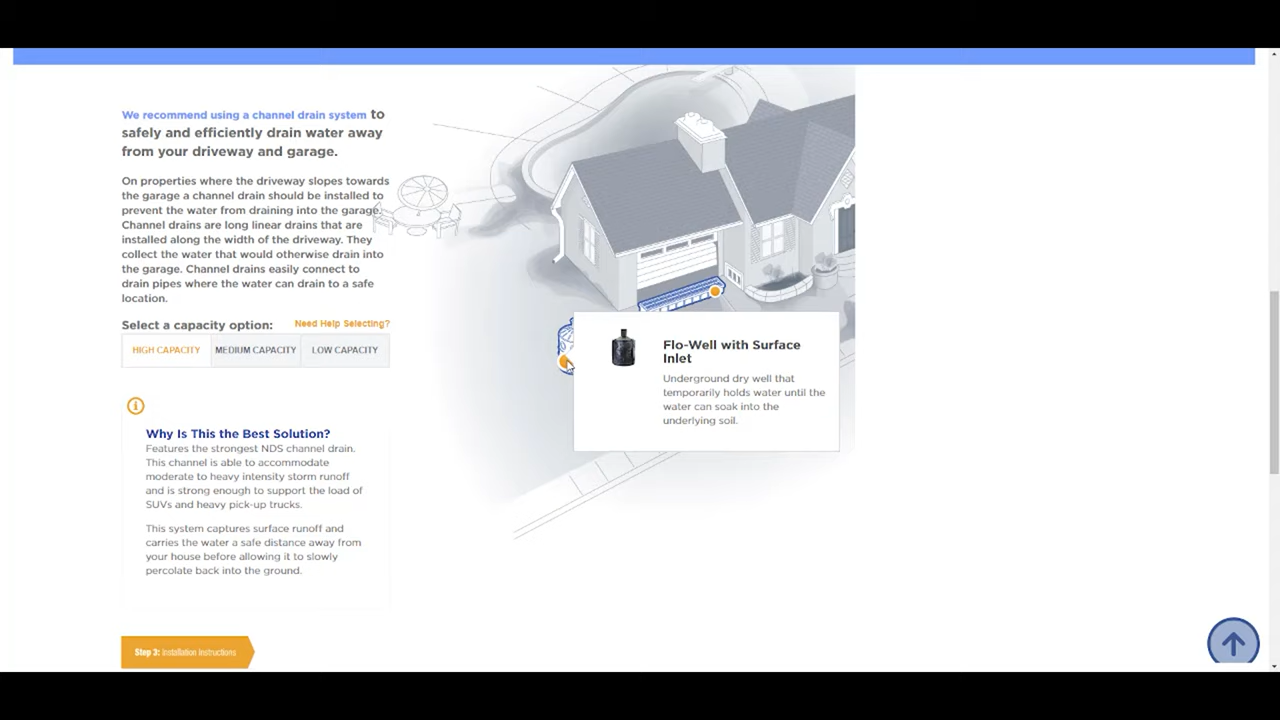 We recommend using a channel drain system to
safely and efficiently drain water away
from your driveway and garage.
On properties where the driveway slopes towards
the garage a channel drain should be installed to
prevent the water from draining into the garage.
Channel drains are long linear drains that are
installed along the width of the driveway. They
collect the water that would otherwise drain into
the garage. Channel drains easily connect to
drain pipes where the water can drain to a safe
location.
Select a capacity option: Need Help Selecting?
HIGH CAPACITY MEDIUM CAPACITY LOW CAPACITY
Why Is This the Best Solution?
Features the strongest NDS channel drain.
This channel is able to accommodate
moderate to heavy intensity storm runoff
and is strong enough to support the load of
SUVs and heavy pick-up trucks.
This system captures surface runoff and
carries the water a safe distance away from
your house before allowing it to slowly
percolate back into the ground.
Step 3: Installation Instructions
Flo-Well with Surface
Inlet
Underground dry well that
temporarily holds water until the
water can soak into the
underlying soil.